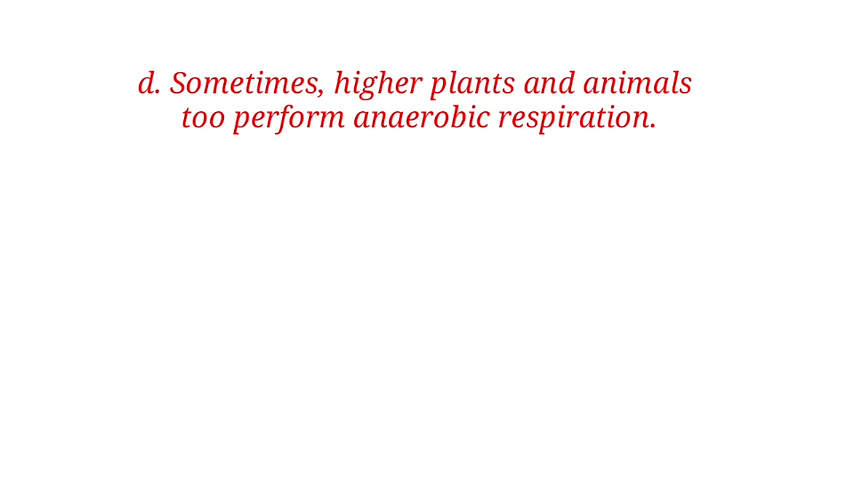 d. Sometimes, higher plants and animals
too perform anaerobic respiration.